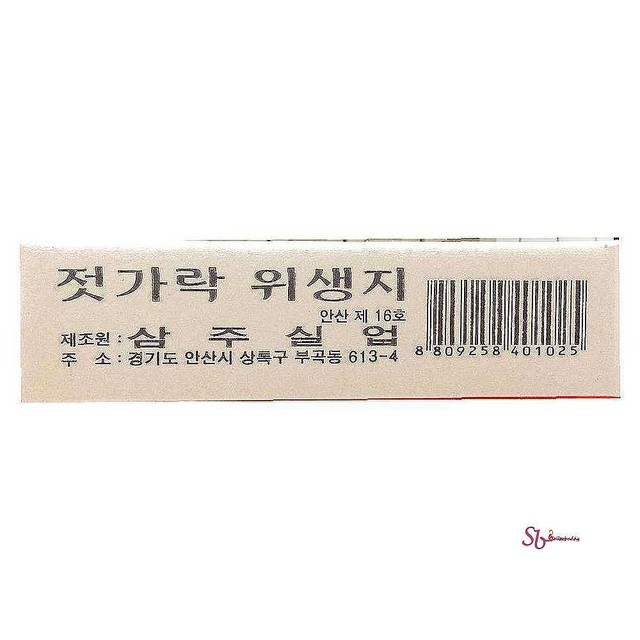 젓가락 위생지
안산 제 16호
제조원 : 삼 주 실 업
주 소 : 경기도 안산시 상록구 부곡동 613-4
8 809258 401025